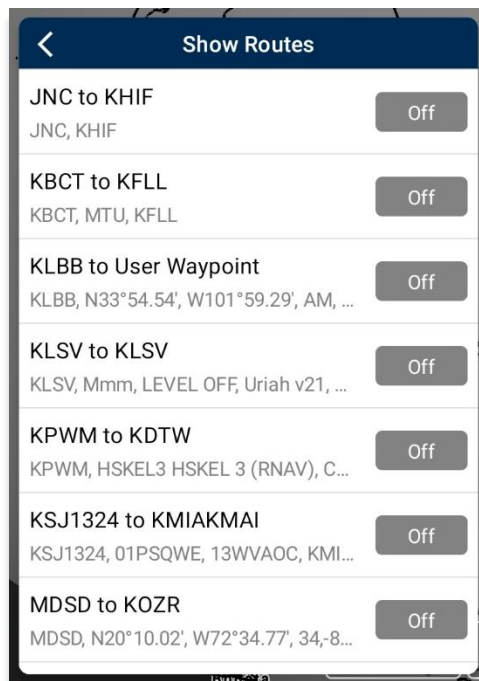 Show Routes
JNC to KHIF
Off
JNC, KHIF
KBCT to KFLL
Off
KBCT, MTU, KFLL
KLBB to User Waypoint
Off
KLBB, N33°54.54', W101°59.29', AM, ...
KLSV to KLSV
Off
KLSV, Mmm, LEVEL OFF, Uriah v21, ...
KPWM to KDTW
Off
KPWM, HSKEL3 HSKEL 3 (RNAV), C...
KSJ1324 to KMIAKMAI
Off
KSJ1324, 01PSQWE, 13WVAOC, KMI...
MDSD to KOZR
Off
MDSD, N20°10.02', W72°34.77', 34,-8...